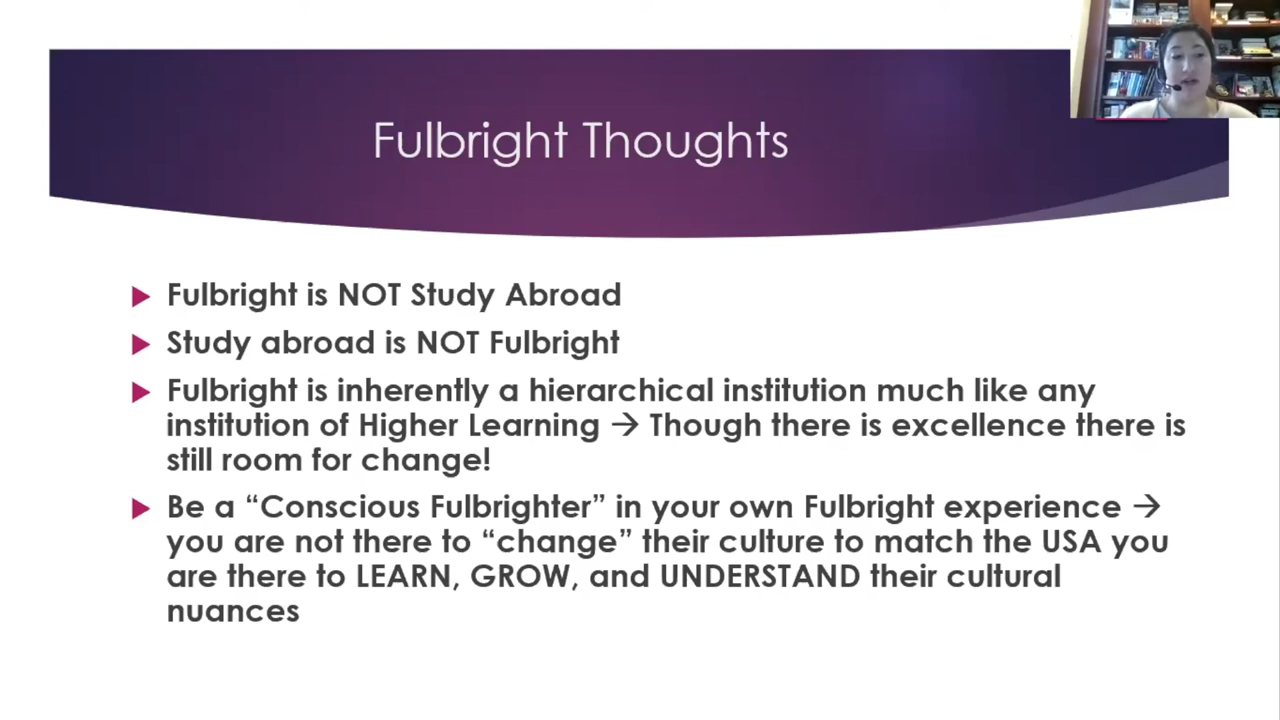 Fulbright Thoughts
Fulbright is NOT Study Abroad
Study abroad is NOT Fulbright
Fulbright is inherently a hierarchical institution much like any
institution of Higher Learning → Though there is excellence there is
still room for change!
Be a “Conscious Fulbrighter” in your own Fulbright experience →
you are not there to “change” their culture to match the USA you
are there to LEARN, GROW, and UNDERSTAND their cultural
nuances